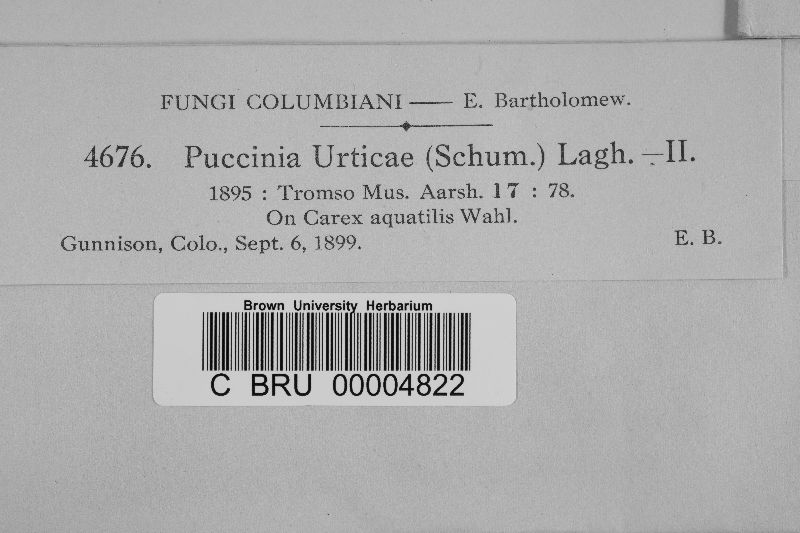 FUNGI COLUMBIANI — E. Bartholomew.
4676. Puccinia Urticae (Schum.) Lagh. —II.
1895 : Tromso Mus. Aarsh. 17 : 78.
On Carex aquatilis Wahl.
Gunnison, Colo., Sept. 6, 1899. E. B.
Brown University Herbarium
C BRU 00004822